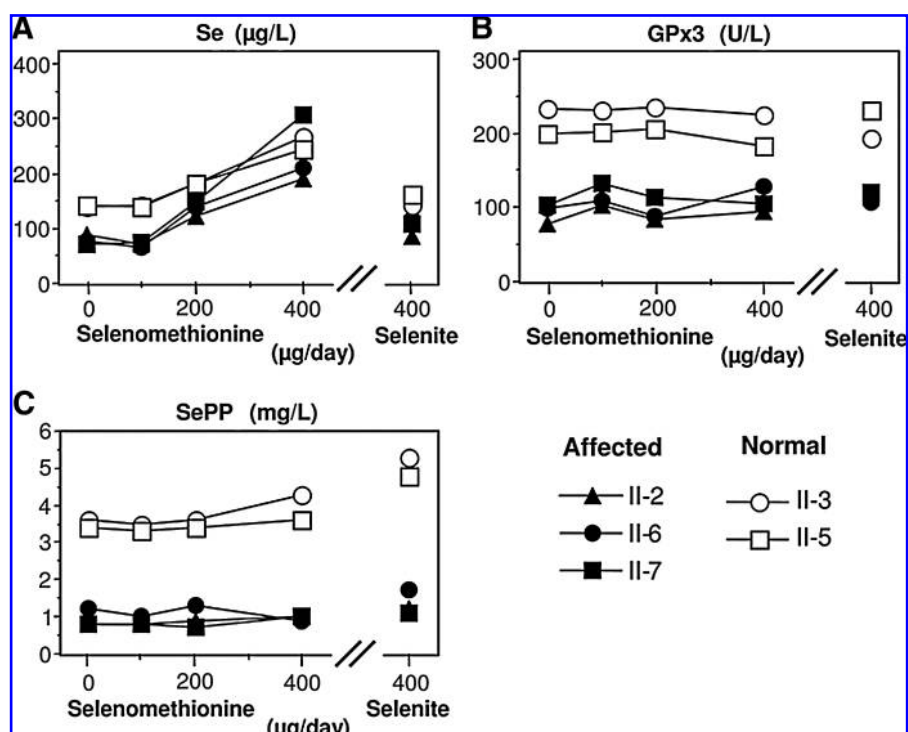 A
Se (µg/L)
400
300
200
100
0
0 200 400 400
Selenomethionine Selenite
(µg/day)
B
GPx3 (U/L)
300
200
100
0
0 200 400 400
Selenomethionine Selenite
(µg/day)
C
SePP (mg/L)
6
5
4
3
2
1
0
0 200 400 400
Selenomethionine Selenite
(µg/day)
Affected Normal
II-2 II-3
II-6 II-5
II-7